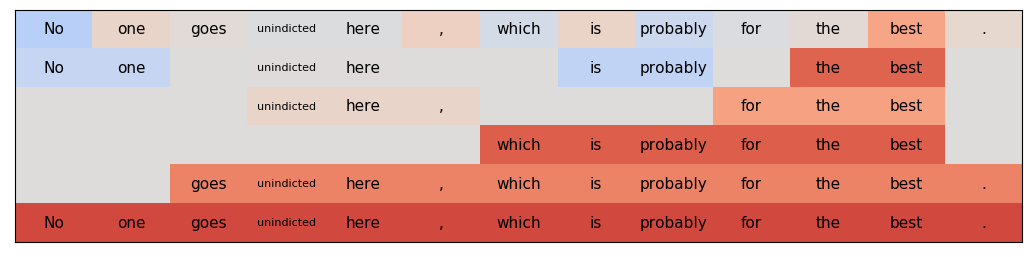 No one goes unindicted here , which is probably for the best .
No one unindicted here is probably the best
unindicted here , for the best
which is probably for the best
goes unindicted here , which is probably for the best .
No one goes unindicted here , which is probably for the best .